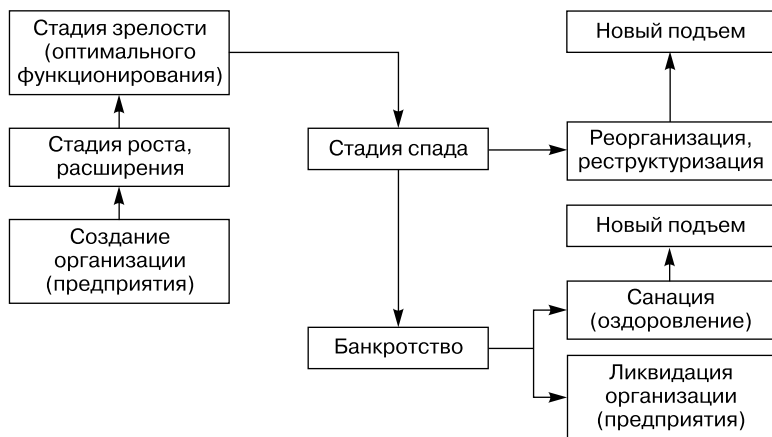 Стадия зрелости
(оптимального
функционирования)
Стадия роста,
расширения
Создание
организации
(предприятия)
Стадия спада
Банкротство
Новый подъем
Реорганизация,
реструктуризация
Новый подъем
Санация
(оздоровление)
Ликвидация
организации
(предприятия)